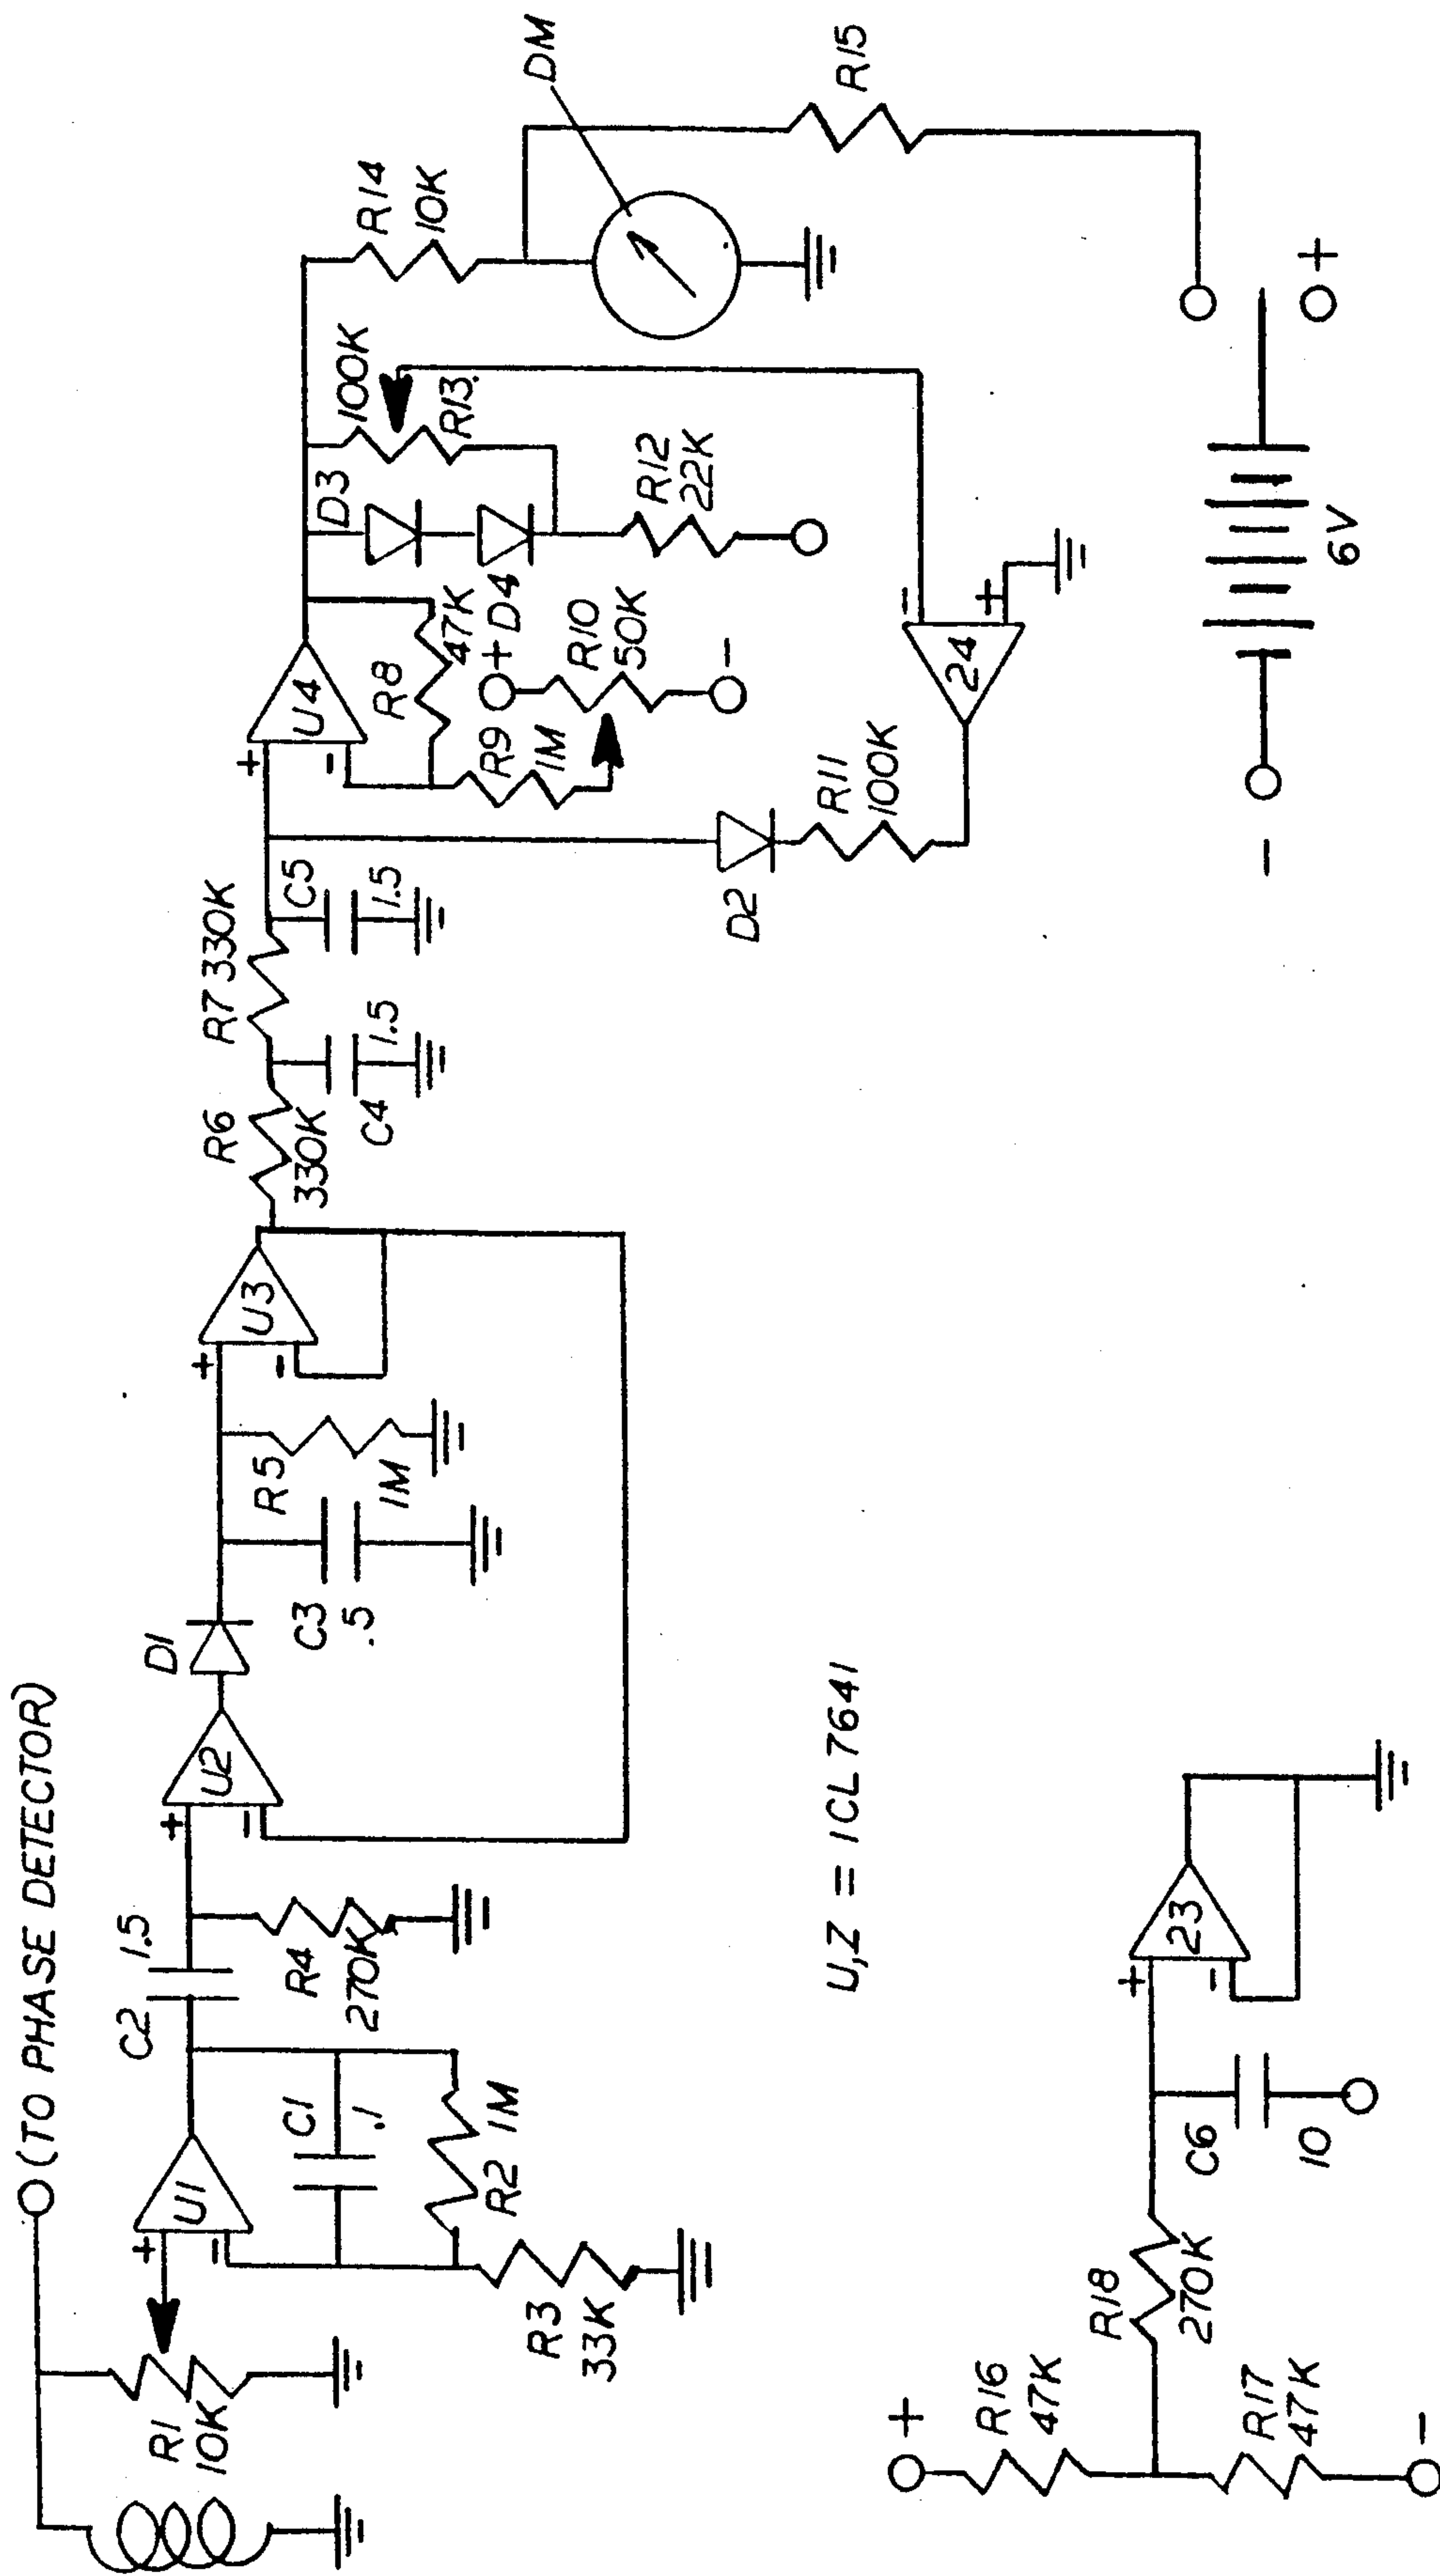 (TO PHASE DETECTOR)
R1
10K
+
-
U1
C1
.1
R2 1M
R3
33K
C2
1.5
R4
270K
+
-
U2
D1
C3
.5
R5
1M
+
-
U3
R6
330K
C4
1.5
R7 330K
C5
1.5
+
-
U4
R8
47K
R9
1M
+
R10
50K
-
D3
D4
100K
R13
R12
22K
R14
10K
DM
R15
D2
R11
100K
24
-
+
6V
-
+
U,Z = ICL7641
+
R16
47K
R17
47K
-
R18
270K
C6
10
+
-
23